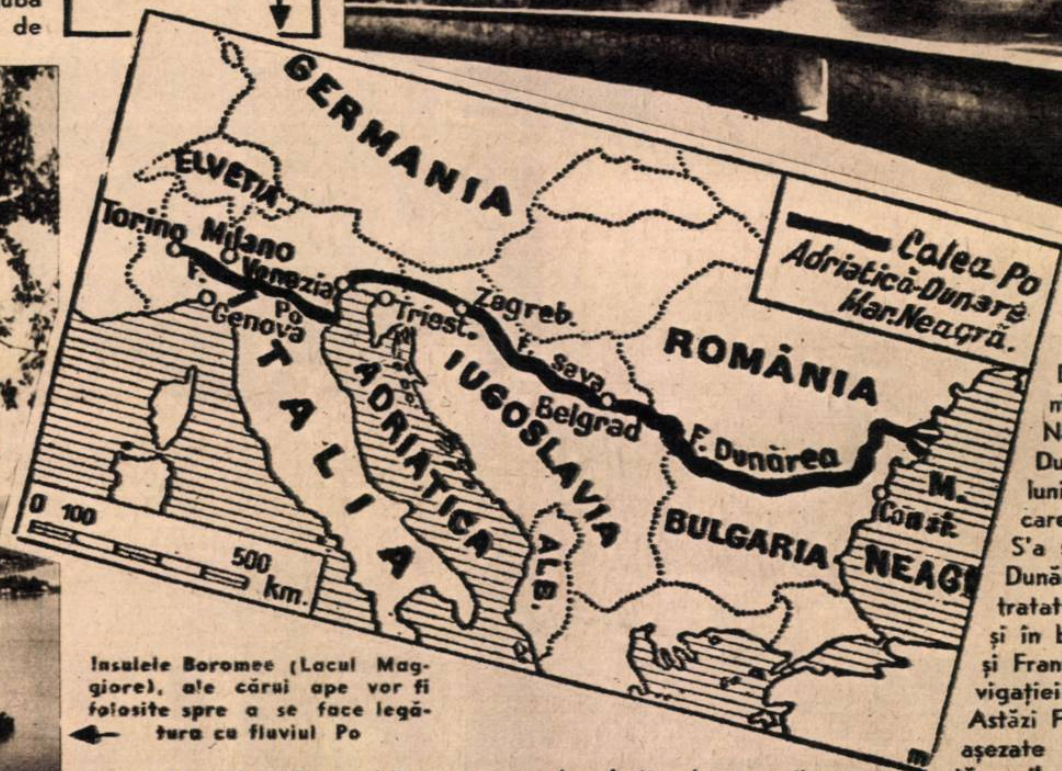 de
GERMANIA
ELVEȚIA
Torino Milano
Venezia
F.
Po
Genova
Triest.
Zagreb.
Calea Po
Adriatică-Dunăre
Mar.Neagră.
ROMÂNIA
F. Sava
Belgrad
F. Dunărea
ITALIA
ADRIATICA
IUGOSLAVIA
ALB.
BULGARIA
M.
Const.
NEAG
0 100
500
km.
Insulele Boromee (Lacul Mag-
giore), ale cărui ape vor fi
folosite spre a se face legă-
tura cu fluviul Po
Du
luni
car
S'a
Dună
tratat
și în
și Fran
vigației
Astăzi F
așezate